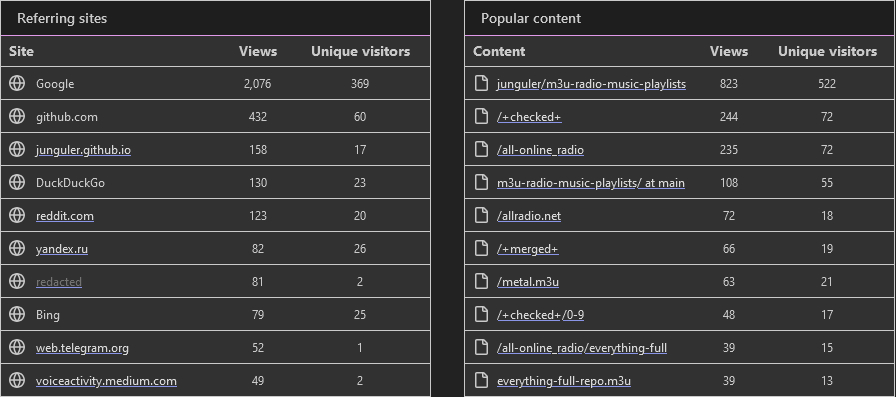 Referring sites
Site Views Unique visitors
Google 2,076 369
github.com 432 60
junguler.github.io 158 17
DuckDuckGo 130 23
reddit.com 123 20
yandex.ru 82 26
redacted 81 2
Bing 79 25
web.telegram.org 52 1
voiceactivity.medium.com 49 2
Popular content
Content Views Unique visitors
junguler/m3u-radio-music-playlists 823 522
/+checked+ 244 72
/all-online_radio 235 72
m3u-radio-music-playlists/ at main 108 55
/allradio.net 72 18
/+merged+ 66 19
/metal.m3u 63 21
/+checked+/0-9 48 17
/all-online_radio/everything-full 39 15
everything-full-repo.m3u 39 13